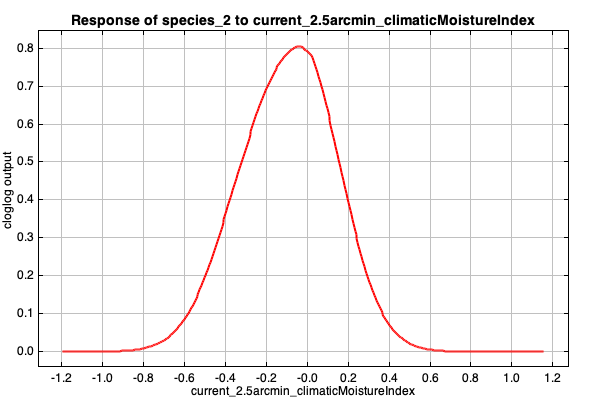 Response of species_2 to current_2.5arcmin_climaticMoistureIndex
cloglog output
0.8
0.7
0.6
0.5
0.4
0.3
0.2
0.1
0.0
-1.2 -1.0 -0.8 -0.6 -0.4 -0.2 -0.0 0.2 0.4 0.6 0.8 1.0 1.2
current_2.5arcmin_climaticMoistureIndex